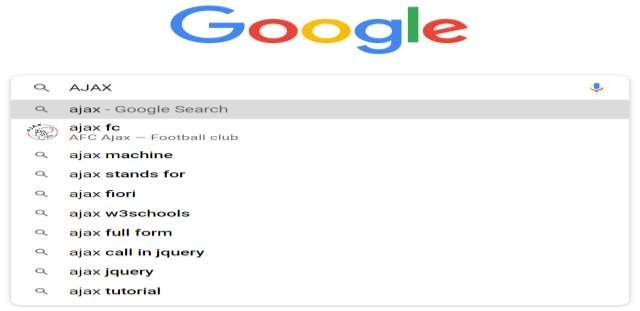 Google
AJAX
ajax - Google Search
ajax fc
AFC Ajax — Football club
ajax machine
ajax stands for
ajax fiori
ajax w3schools
ajax full form
ajax call in jquery
ajax jquery
ajax tutorial